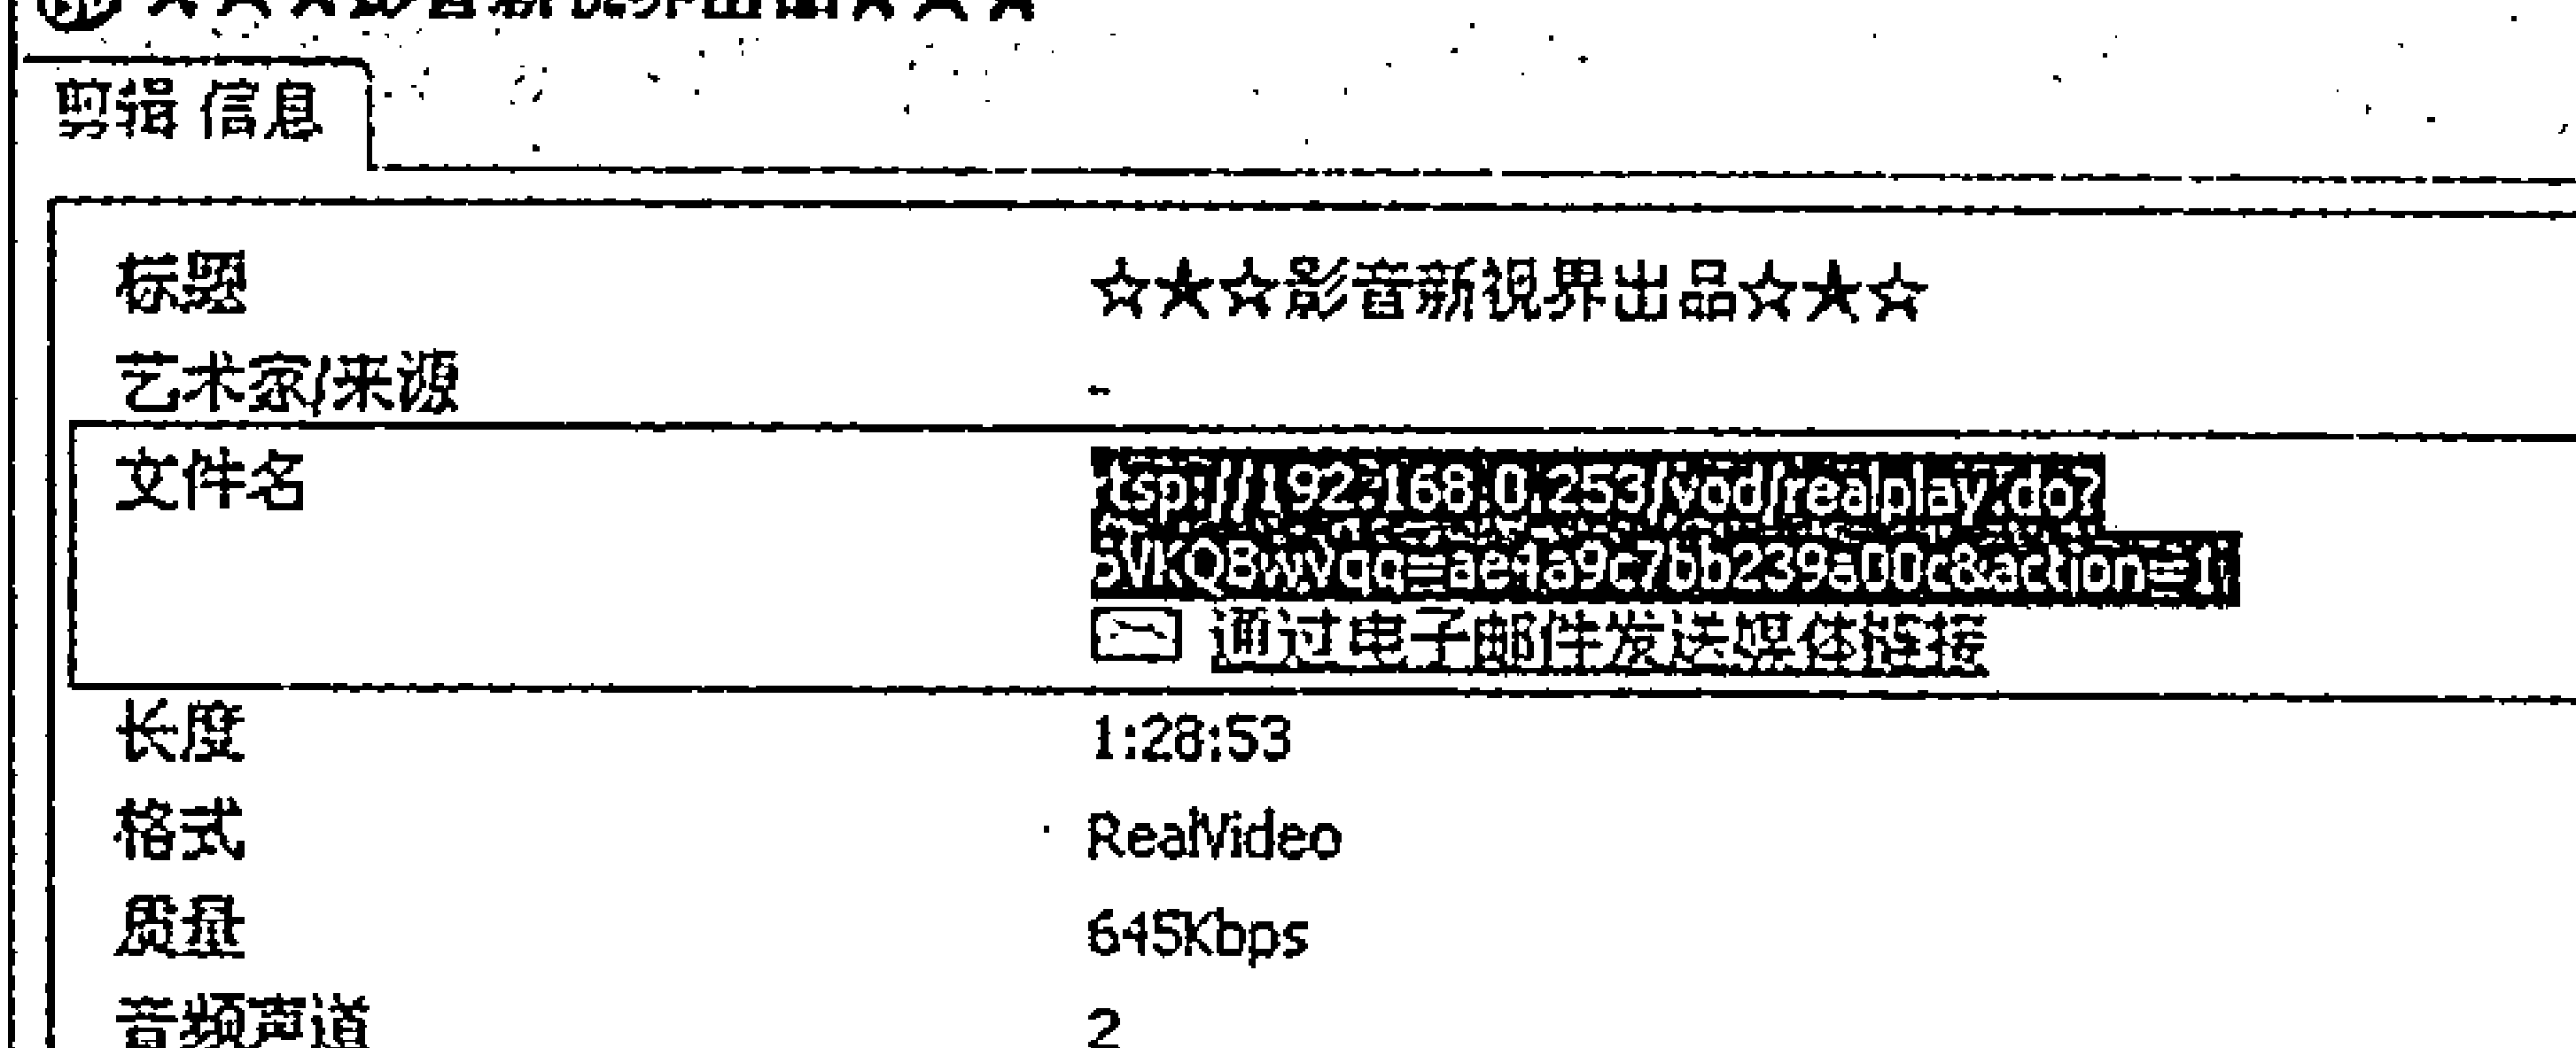 ☆★☆影音新视界出品☆★☆
剪辑 信息
标题 ☆★☆影音新视界出品☆★☆
艺术家/来源 -
文件名 rtsp://192.168.0.253/vod/realplay.do?
通过电子邮件发送媒体链接
长度 1:28:53
格式 RealVideo
质量 645Kbps
音频声道 2